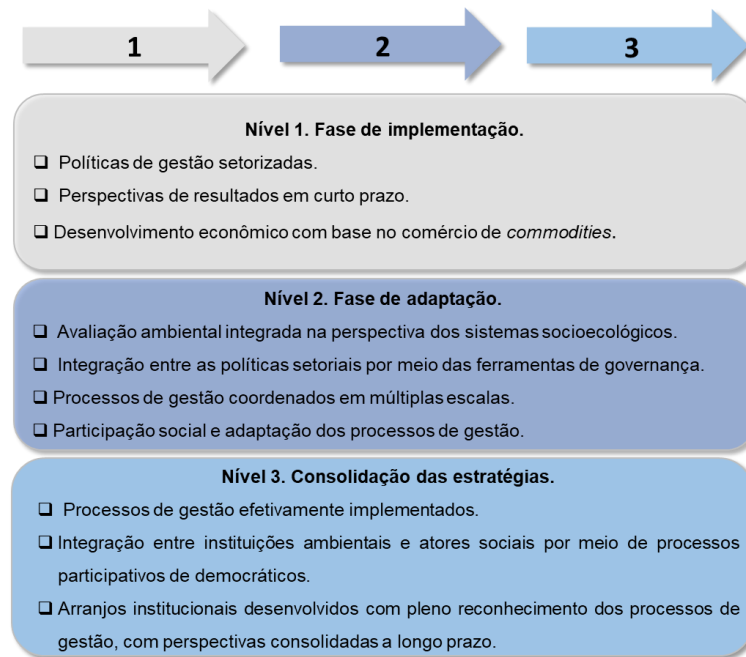 1
2
3
Nível 1. Fase de implementação.
❑ Políticas de gestão setorizadas.
❑ Perspectivas de resultados em curto prazo.
❑ Desenvolvimento econômico com base no comércio de commodities.
Nível 2. Fase de adaptação.
❑ Avaliação ambiental integrada na perspectiva dos sistemas socioecológicos.
❑ Integração entre as políticas setoriais por meio das ferramentas de governança.
❑ Processos de gestão coordenados em múltiplas escalas.
❑ Participação social e adaptação dos processos de gestão.
Nível 3. Consolidação das estratégias.
❑ Processos de gestão efetivamente implementados.
❑ Integração entre instituições ambientais e atores sociais por meio de processos
participativos de democráticos.
❑ Arranjos institucionais desenvolvidos com pleno reconhecimento dos processos de
gestão, com perspectivas consolidadas a longo prazo.